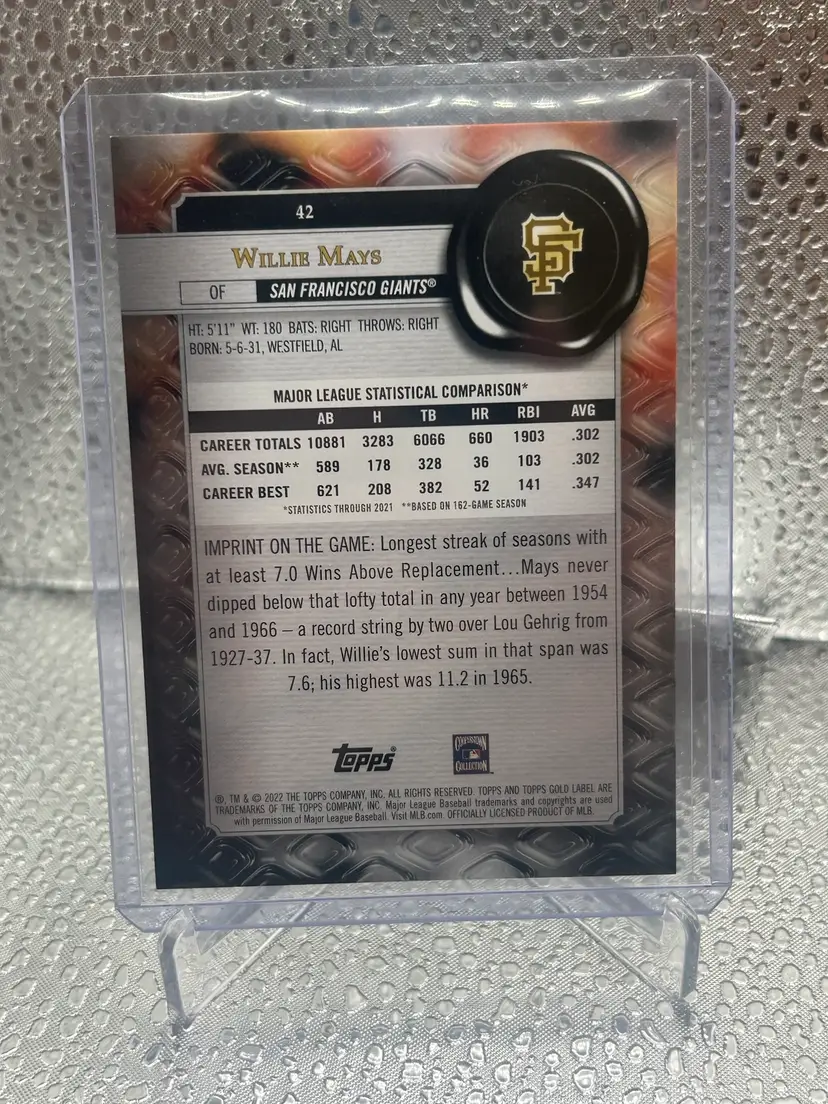 42
WILLIE MAYS
OF SAN FRANCISCO GIANTS®
SF
HT: 5'11" WT: 180 BATS: RIGHT THROWS: RIGHT
BORN: 5-6-31, WESTFIELD, AL
MAJOR LEAGUE STATISTICAL COMPARISON*
AB H TB HR RBI AVG
CAREER TOTALS 10881 3283 6066 660 1903 .302
AVG. SEASON** 589 178 328 36 103 .302
CAREER BEST 621 208 382 52 141 .347
*STATISTICS THROUGH 2021 **BASED ON 162-GAME SEASON
IMPRINT ON THE GAME: Longest streak of seasons with
at least 7.0 Wins Above Replacement...Mays never
dipped below that lofty total in any year between 1954
and 1966 – a record string by two over Lou Gehrig from
1927-37. In fact, Willie's lowest sum in that span was
7.6; his highest was 11.2 in 1965.
topps®
COOPERSTOWN
COLLECTION™
®, TM & © 2022 THE TOPPS COMPANY, INC. ALL RIGHTS RESERVED. TOPPS AND TOPPS GOLD LABEL ARE
TRADEMARKS OF THE TOPPS COMPANY, INC. Major League Baseball trademarks and copyrights are used
with permission of Major League Baseball. Visit MLB.com. OFFICIALLY LICENSED PRODUCT OF MLB.